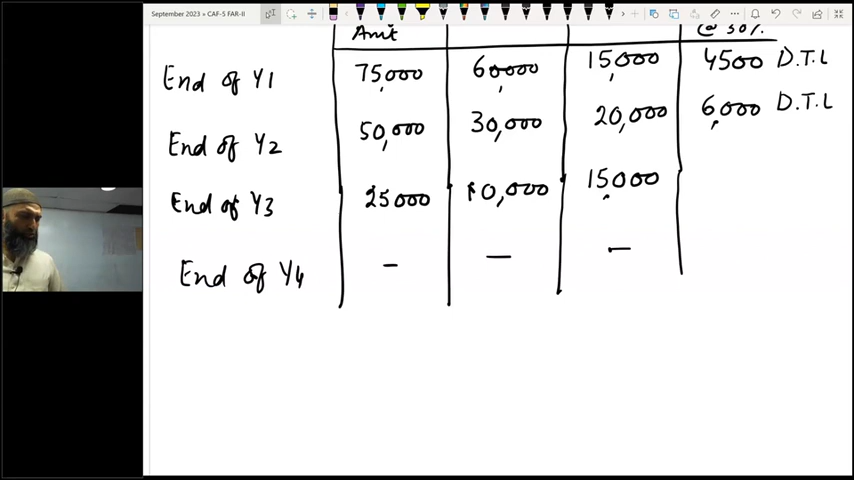 September 2023 » CAF-5 FAR-II
Amt @ 30%
End of Y1 75,000 60,000 15,000 4500 D.T.L
End of Y2 50,000 30,000 20,000 6,000 D.T.L
End of Y3 25000 10,000 15000
End of Y4 - - -